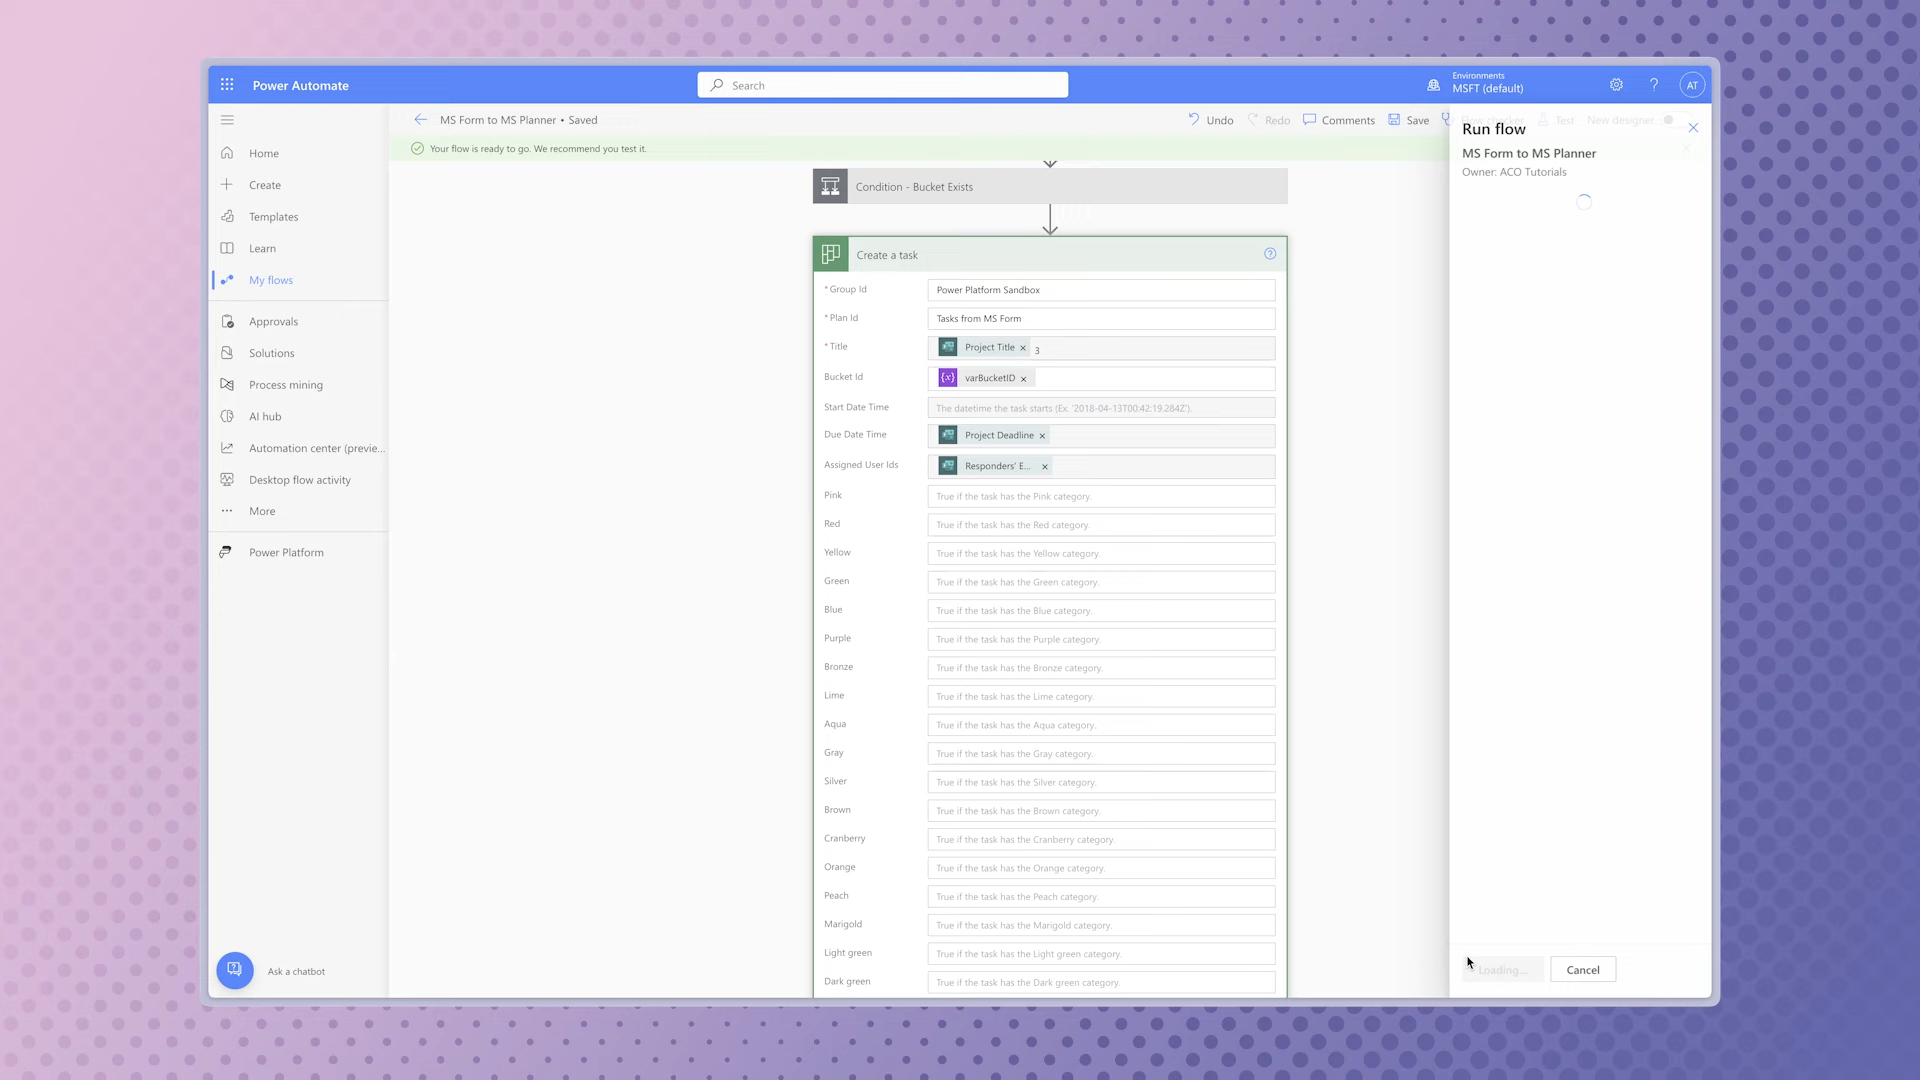 Power Automate
Search
Environments
MSFT (default)
?
AT
MS Form to MS Planner • Saved
Undo
Redo
Comments
Save
Flow checker
Test
New designer
Your flow is ready to go. We recommend you test it.
Home
Create
Templates
Learn
My flows
Approvals
Solutions
Process mining
AI hub
Automation center (previe...
Desktop flow activity
More
Power Platform
Ask a chatbot
Condition - Bucket Exists
Create a task
* Group Id
Power Platform Sandbox
* Plan Id
Tasks from MS Form
* Title
Project Title × 3
Bucket Id
{x} varBucketID ×
Start Date Time
The datetime the task starts (Ex. '2018-04-13T00:42:19.284Z').
Due Date Time
Project Deadline ×
Assigned User Ids
Responders' E... ×
Pink
True if the task has the Pink category.
Red
True if the task has the Red category.
Yellow
True if the task has the Yellow category.
Green
True if the task has the Green category.
Blue
True if the task has the Blue category.
Purple
True if the task has the Purple category.
Bronze
True if the task has the Bronze category.
Lime
True if the task has the Lime category.
Aqua
True if the task has the Aqua category.
Gray
True if the task has the Gray category.
Silver
True if the task has the Silver category.
Brown
True if the task has the Brown category.
Cranberry
True if the task has the Cranberry category.
Orange
True if the task has the Orange category.
Peach
True if the task has the Peach category.
Marigold
True if the task has the Marigold category.
Light green
True if the task has the Light green category.
Dark green
True if the task has the Dark green category.
Run flow
MS Form to MS Planner
Owner: ACO Tutorials
Loading...
Cancel